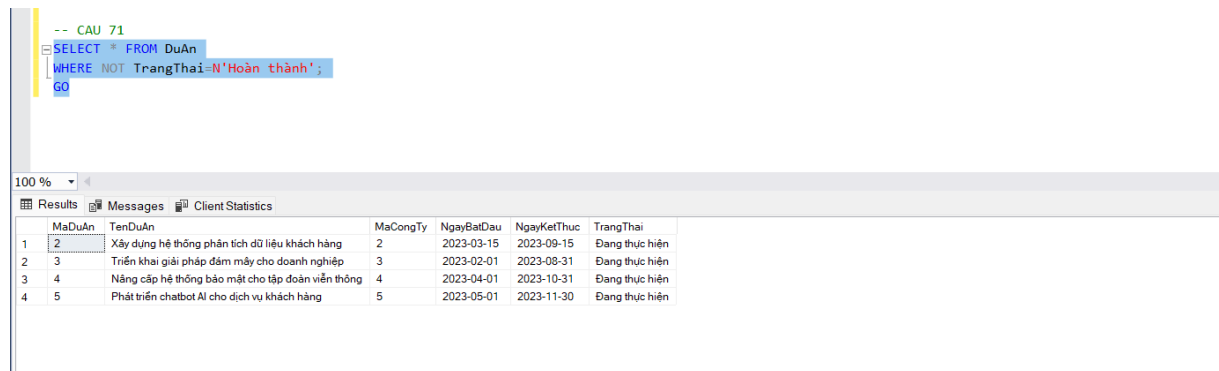 -- CAU 71
SELECT * FROM DuAn
WHERE NOT TrangThai=N'Hoàn thành';
GO
100 %
Results Messages Client Statistics
MaDuAn TenDuAn MaCongTy NgayBatDau NgayKetThuc TrangThai
1 2 Xây dựng hệ thống phân tích dữ liệu khách hàng 2 2023-03-15 2023-09-15 Đang thực hiện
2 3 Triển khai giải pháp đám mây cho doanh nghiệp 3 2023-02-01 2023-08-31 Đang thực hiện
3 4 Nâng cấp hệ thống bảo mật cho tập đoàn viễn thông 4 2023-04-01 2023-10-31 Đang thực hiện
4 5 Phát triển chatbot AI cho dịch vụ khách hàng 5 2023-05-01 2023-11-30 Đang thực hiện